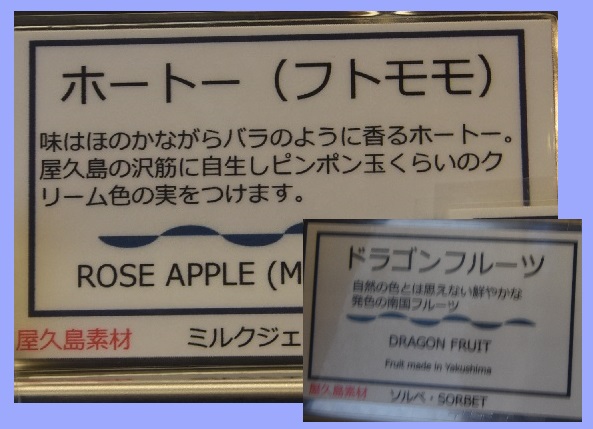 ホートー（フトモモ）
味はほのかながらバラのように香るホートー。
屋久島の沢筋に自生しピンポン玉くらいのク
リーム色の実をつけます。
ROSE APPLE (M
屋久島素材 ミルクジェ
ドラゴンフルーツ
自然の色とは思えない鮮やかな
発色の南国フルーツ
DRAGON FRUIT
Fruit made in Yakushima
屋久島素材 ソルベ・SORBET